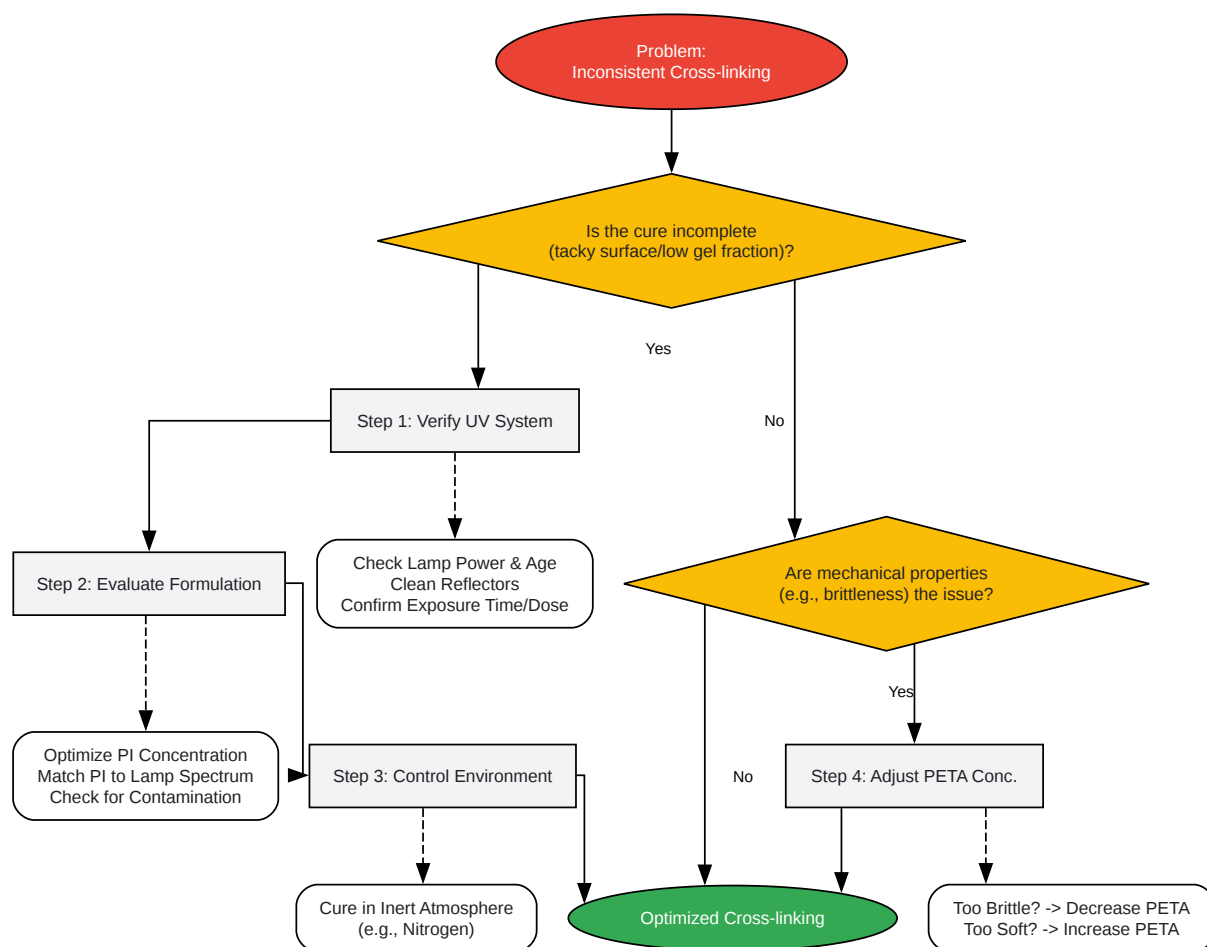 Problem:
Inconsistent Cross-linking
Is the cure incomplete
(tacky surface/low gel fraction)?
Yes
Step 1: Verify UV System
No
Check Lamp Power & Age
Clean Reflectors
Confirm Exposure Time/Dose
Step 2: Evaluate Formulation
Are mechanical properties
(e.g., brittleness) the issue?
Yes
Optimize PI Concentration
Match PI to Lamp Spectrum
Check for Contamination
Step 3: Control Environment
No
Step 4: Adjust PETA Conc.
Cure in Inert Atmosphere
(e.g., Nitrogen)
Optimized Cross-linking
Too Brittle? -> Decrease PETA
Too Soft? -> Increase PETA